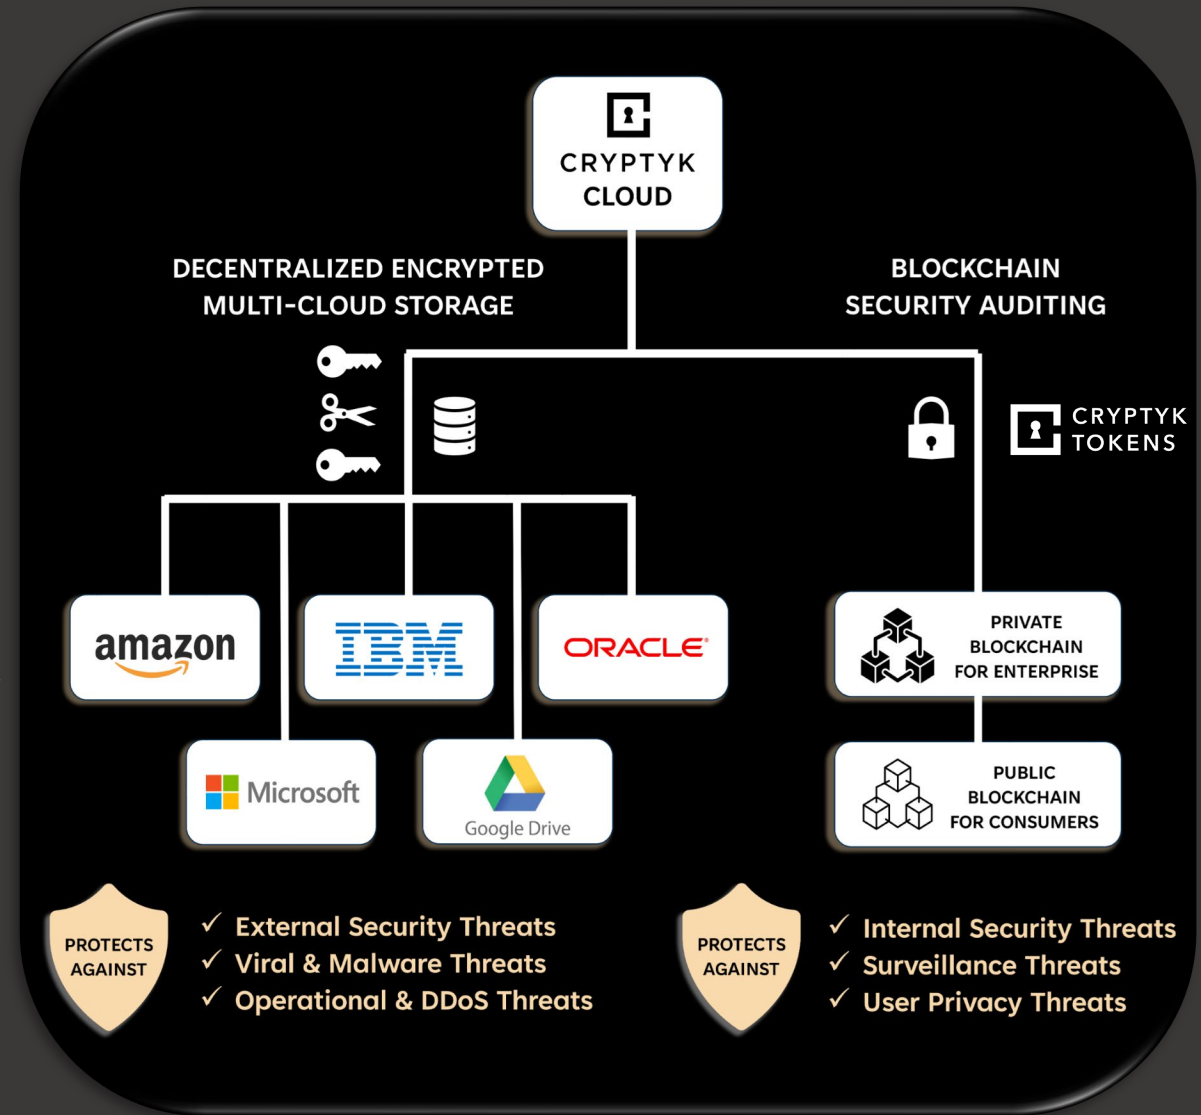 CRYPTYK
CLOUD
DECENTRALIZED ENCRYPTED
MULTI-CLOUD STORAGE
BLOCKCHAIN
SECURITY AUDITING
CRYPTYK
TOKENS
amazon
IBM
ORACLE®
Microsoft
Google Drive
PRIVATE
BLOCKCHAIN
FOR ENTERPRISE
PUBLIC
BLOCKCHAIN
FOR CONSUMERS
PROTECTS
AGAINST
✓ External Security Threats
✓ Viral & Malware Threats
✓ Operational & DDoS Threats
PROTECTS
AGAINST
✓ Internal Security Threats
✓ Surveillance Threats
✓ User Privacy Threats